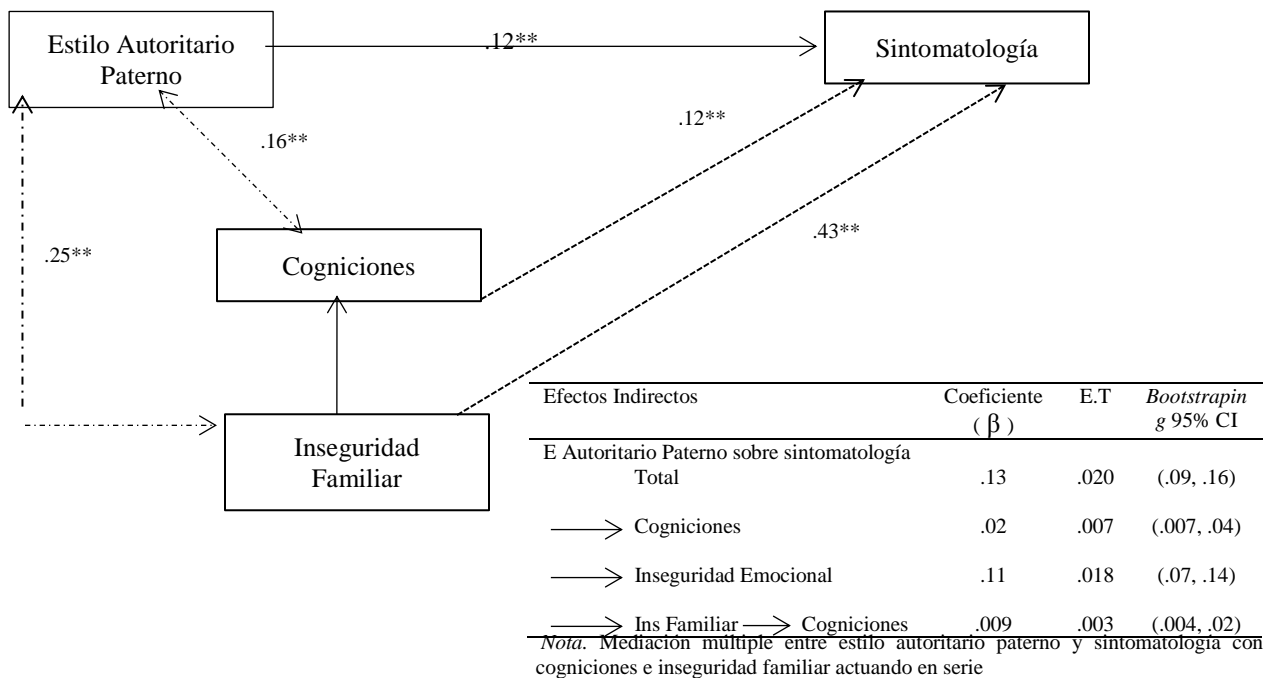 Estilo Autoritario
Paterno
.12**
Sintomatología
.12**
.16**
.43**
.25**
Cogniciones
Inseguridad
Familiar
Efectos Indirectos Coeficiente E.T Bootstrapin
( β ) g 95% CI
E Autoritario Paterno sobre sintomatología
Total .13 .020 (.09, .16)
Cogniciones .02 .007 (.007, .04)
Inseguridad Emocional .11 .018 (.07, .14)
Ins Familiar Cogniciones .009 .003 (.004, .02)
Nota. Mediación múltiple entre estilo autoritario paterno y sintomatología con
cogniciones e inseguridad familiar actuando en serie